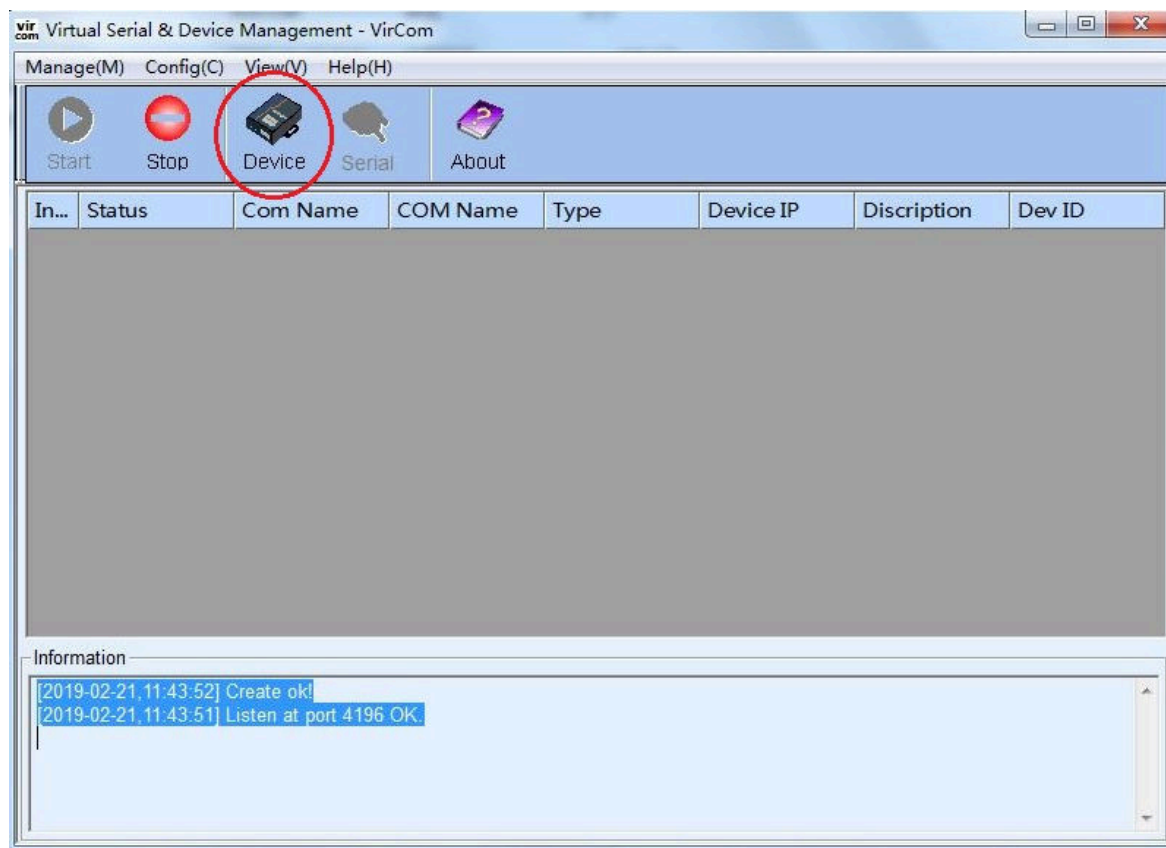 vir com Virtual Serial & Device Management - VirCom
Manage(M) Config(C) View(V) Help(H)
Start Stop Device Serial About
In... Status Com Name COM Name Type Device IP Discription Dev ID
Information
[2019-02-21,11:43:52] Create ok!
[2019-02-21,11:43:51] Listen at port 4196 OK.